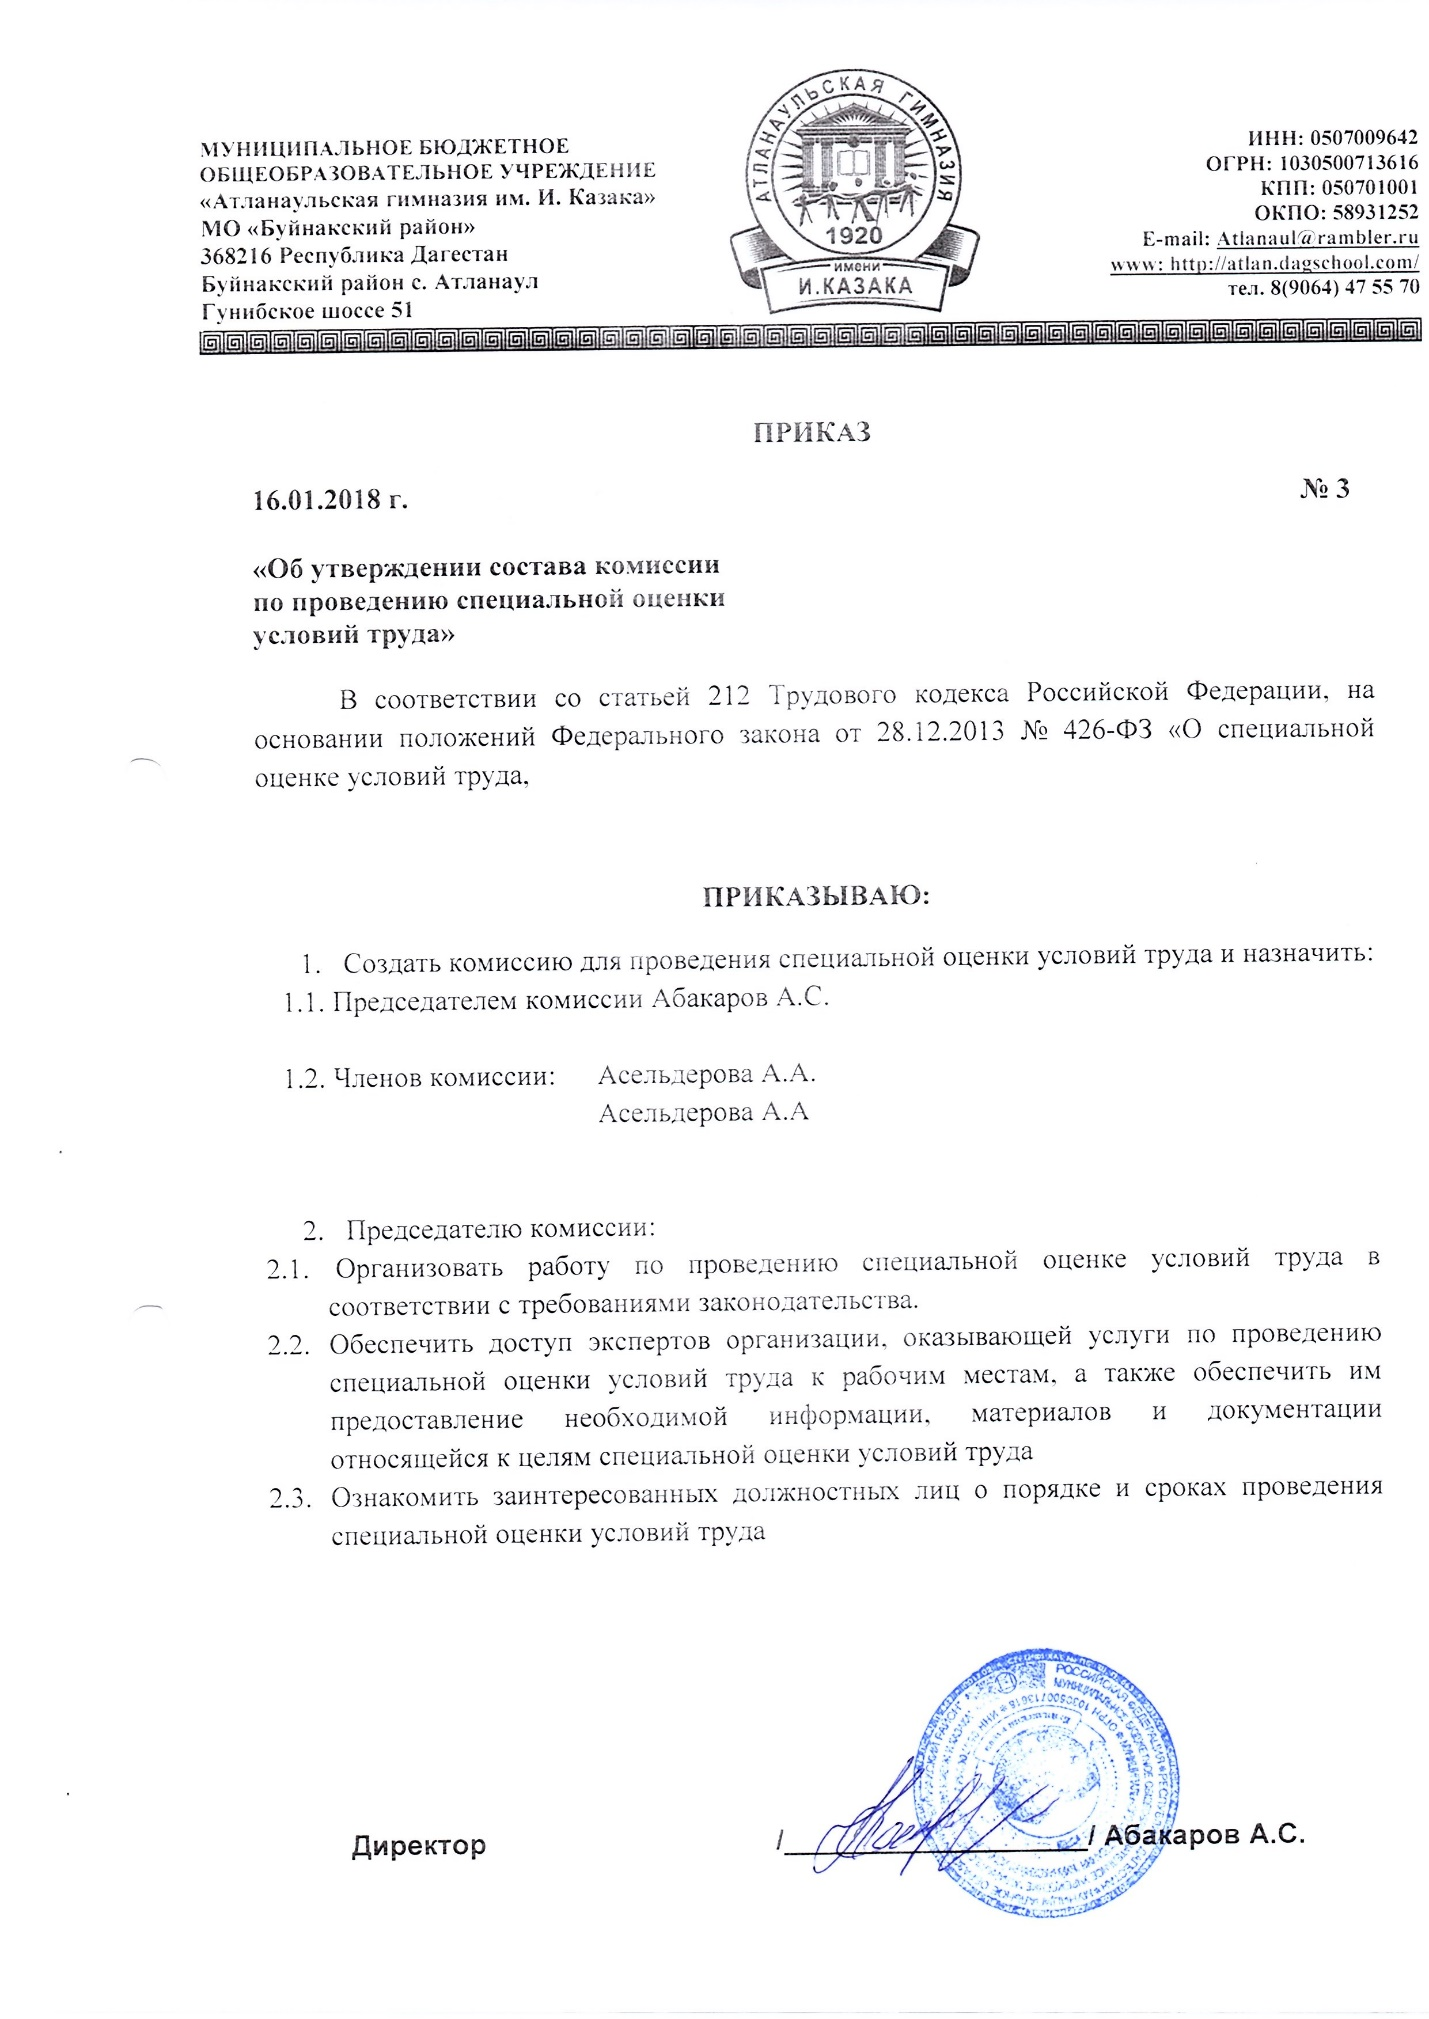 МУНИЦИПАЛЬНОЕ БЮДЖЕТНОЕ
ОБЩЕОБРАЗОВАТЕЛЬНОЕ УЧРЕЖДЕНИЕ
«Атланаульская гимназия им. И. Казака»
МО «Буйнакский район»
368216 Республика Дагестан
Буйнакский район с. Атланаул
Гунибское шоссе 51
АТЛАНАУЛЬСКАЯ ГИМНАЗИЯ
1920
имени
И.КАЗАКА
ИНН: 0507009642
ОГРН: 1030500713616
КПП: 050701001
ОКПО: 58931252
E-mail: Atlanaul@rambler.ru
www: http://atlan.dagschool.com/
тел. 8(9064) 47 55 70
ПРИКАЗ
16.01.2018 г. № 3
«Об утверждении состава комиссии
по проведению специальной оценки
условий труда»
В соответствии со статьей 212 Трудового кодекса Российской Федерации, на
основании положений Федерального закона от 28.12.2013 № 426-ФЗ «О специальной
оценке условий труда,
ПРИКАЗЫВАЮ:
1. Создать комиссию для проведения специальной оценки условий труда и назначить:
1.1. Председателем комиссии Абакаров А.С.
1.2. Членов комиссии: Асельдерова А.А.
Асельдерова А.А
2. Председателю комиссии:
2.1. Организовать работу по проведению специальной оценке условий труда в
соответствии с требованиями законодательства.
2.2. Обеспечить доступ экспертов организации, оказывающей услуги по проведению
специальной оценки условий труда к рабочим местам, а также обеспечить им
предоставление необходимой информации, материалов и документации
относящейся к целям специальной оценки условий труда
2.3. Ознакомить заинтересованных должностных лиц о порядке и сроках проведения
специальной оценки условий труда
РОССИЙСКАЯ ФЕДЕРАЦИЯ
МУНИЦИПАЛЬНОЕ БЮДЖЕТНОЕ
ОГРН 1030500713616 * ИНН
Директор /____________________/ Абакаров А.С.